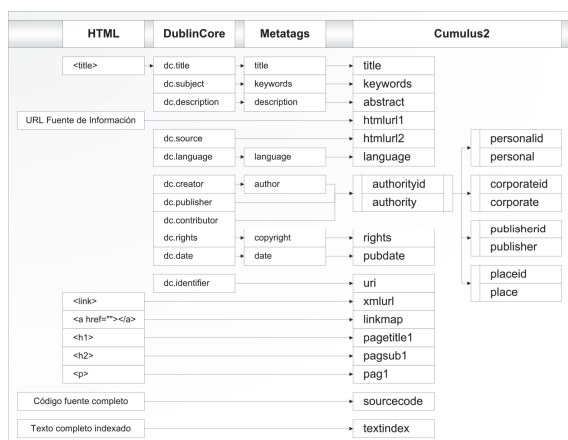 HTML DublinCore Metatags Cumulus2
<title> dc.title title title
dc.subject keywords keywords
dc.description description abstract
URL Fuente de Información htmlurl1
dc.source htmlurl2
dc.language language language
personalid
personal
dc.creator author authorityid corporateid
dc.publisher authority corporate
dc.contributor
publisherid
dc.rights copyright rights publisher
dc.date date pubdate
placeid
place
dc.identifier uri
<link> xmlurl
<a href=""></a> linkmap
<h1> pagetitle1
<h2> pagsub1
<p> pag1
Código fuente completo sourcecode
Texto completo indexado textindex